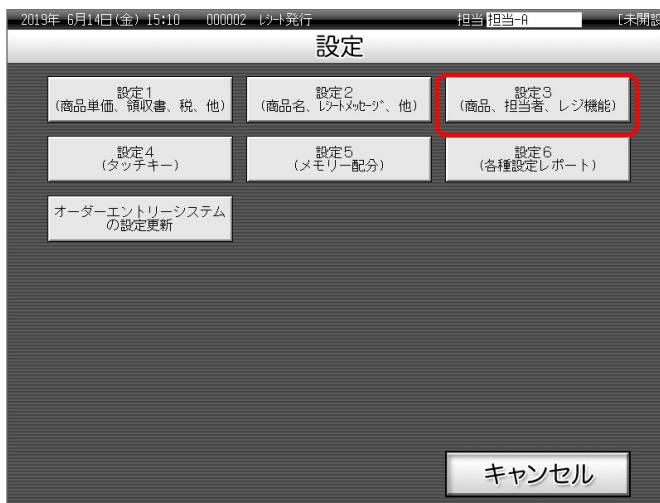 2019年 6月14日(金) 15:10 000002 ﾚｼｰﾄ発行 担当 担当-A [未開設
設定
設定1
(商品単価、領収書、税、他)
設定2
(商品名、ﾚｼｰﾄﾒｯｾｰｼﾞ、他)
設定3
(商品、担当者、レジ機能)
設定4
(タッチキー)
設定5
(メモリー配分)
設定6
(各種設定レポート)
オーダーエントリーシステム
の設定更新
キャンセル